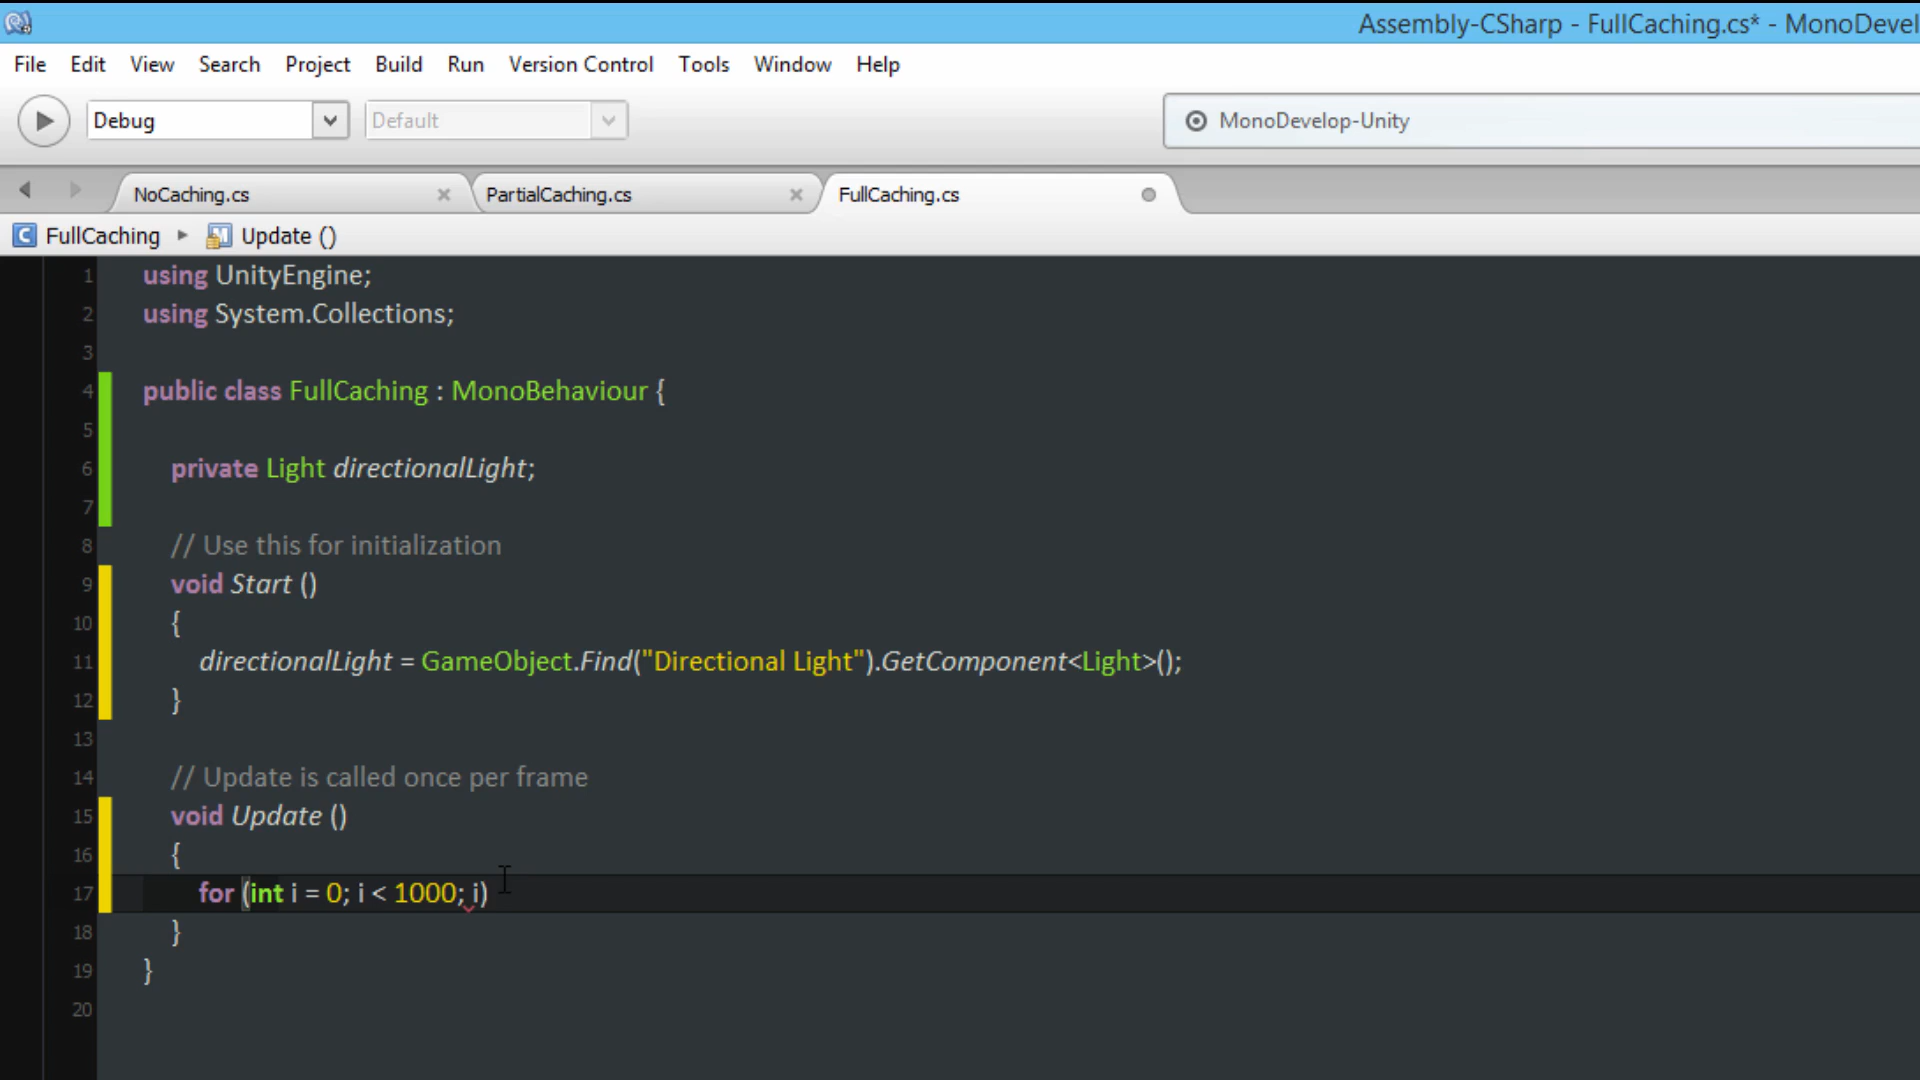 Assembly-CSharp - FullCaching.cs* - MonoDevel
File Edit View Search Project Build Run Version Control Tools Window Help
Debug Default MonoDevelop-Unity
NoCaching.cs PartialCaching.cs FullCaching.cs
FullCaching Update ()
1 using UnityEngine;
2 using System.Collections;
3
4 public class FullCaching : MonoBehaviour {
5
6 private Light directionalLight;
7
8 // Use this for initialization
9 void Start ()
10 {
11 directionalLight = GameObject.Find("Directional Light").GetComponent<Light>();
12 }
13
14 // Update is called once per frame
15 void Update ()
16 {
17 for (int i = 0; i < 1000; i)
18 }
19 }
20